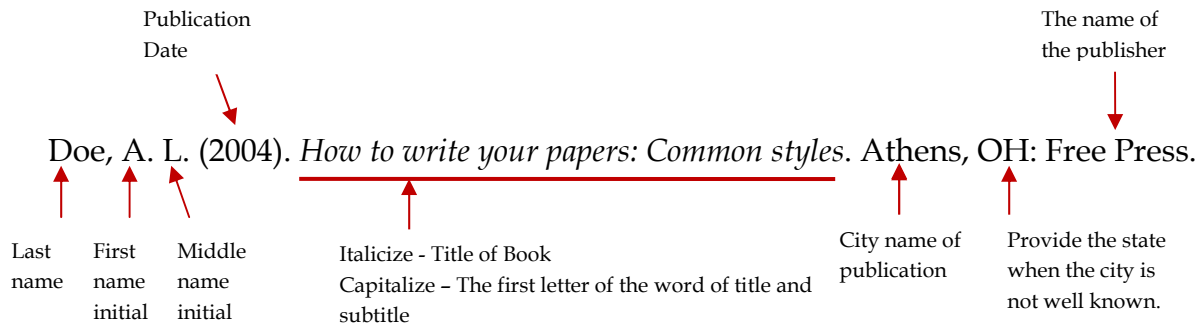 Publication
Date
The name of
the publisher
Doe, A. L. (2004). How to write your papers: Common styles. Athens, OH: Free Press.
Last
name
First
name
initial
Middle
name
initial
Italicize - Title of Book
Capitalize – The first letter of the word of title and
subtitle
City name of
publication
Provide the state
when the city is
not well known.